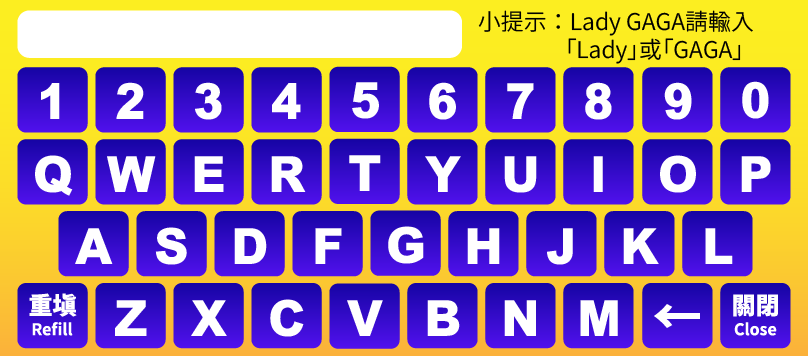 小提示：Lady GAGA請輸入
「Lady」或「GAGA」
1 2 3 4 5 6 7 8 9 0
Q W E R T Y U I O P
A S D F G H J K L
重填 Z X C V B N M ← 關閉
Refill Close